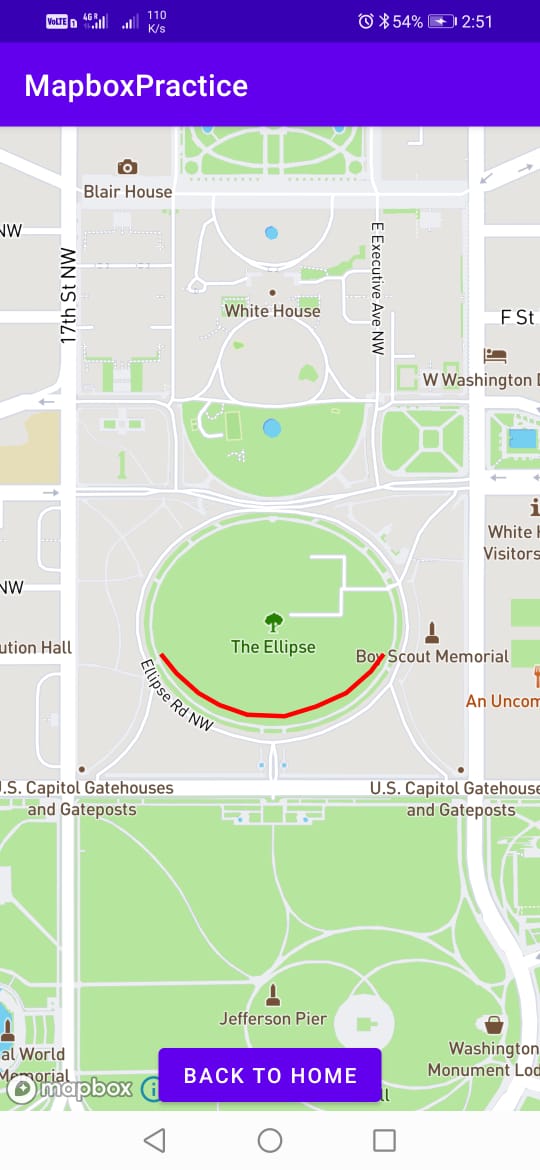 VoLTE 4G R 110 K/s 54% 2:51
MapboxPractice
Blair House
NW
17th St NW
E Executive Ave NW
White House
F St
W Washington
White
Visitors
NW
The Ellipse
ution Hall
Boy Scout Memorial
Ellipse Rd NW
An Uncom
U.S. Capitol Gatehouses
and Gateposts
U.S. Capitol Gatehouse
and Gateposts
Jefferson Pier
Washington
Monument Lod
al World
Memorial
mapbox
BACK TO HOME